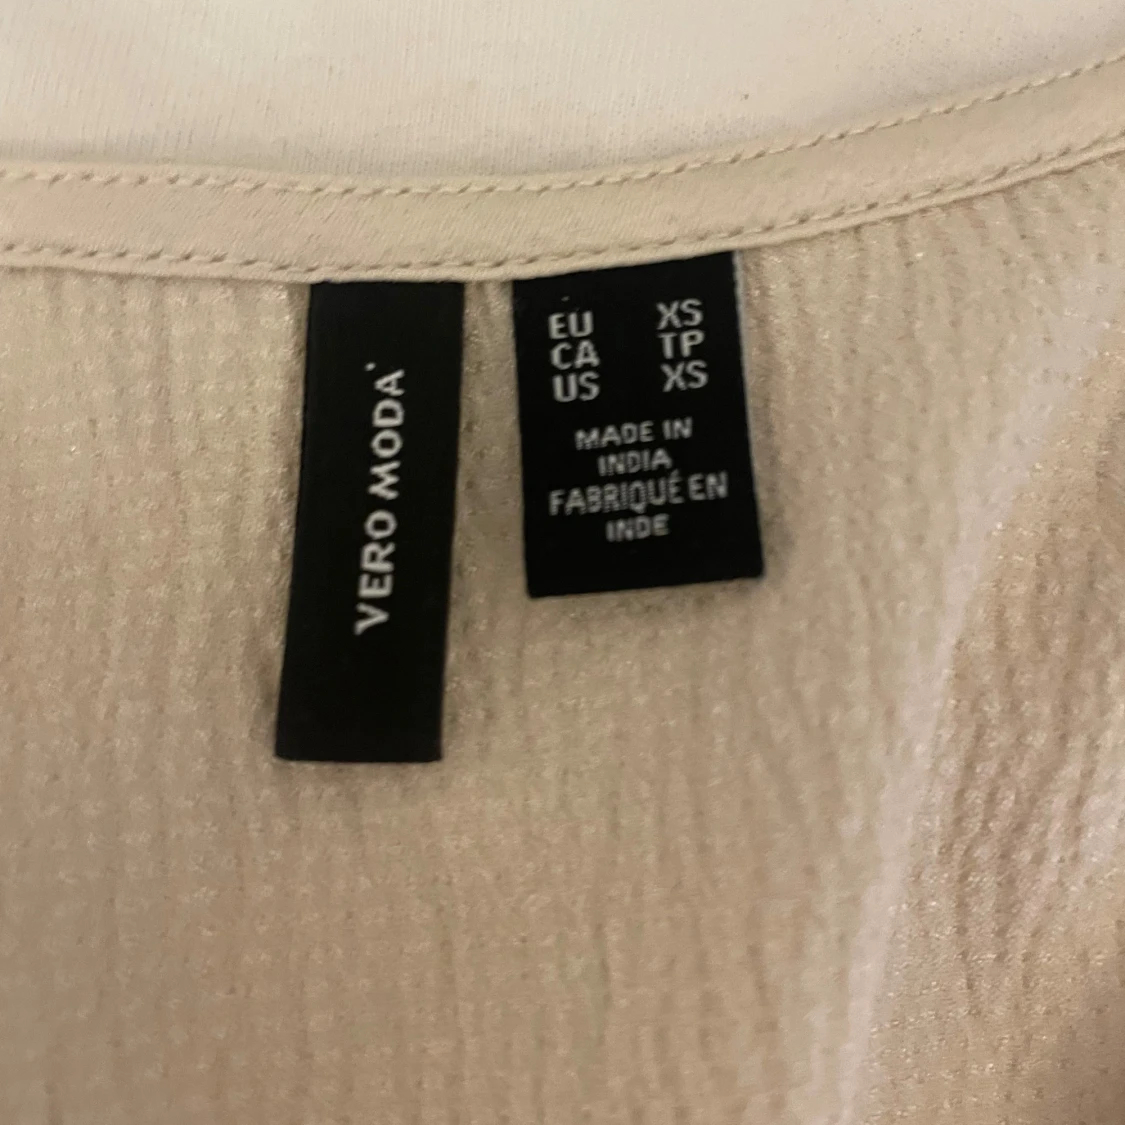 VERO MODA
EU XS
CA TP
US XS
MADE IN
INDIA
FABRIQUÉ EN
INDE